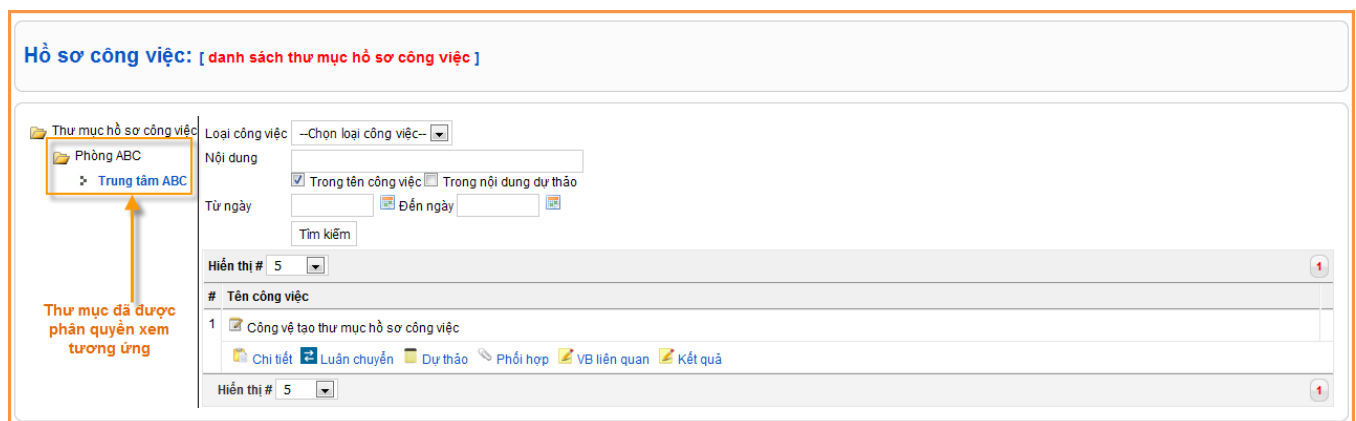 Hồ sơ công việc: [ danh sách thư mục hồ sơ công việc ]
Thư mục hồ sơ công việc
Phòng ABC
Trung tâm ABC
Thư mục đã được
phân quyền xem
tương ứng
Loại công việc --Chọn loại công việc--
Nội dung
Trong tên công việc Trong nội dung dự thảo
Từ ngày Đến ngày
Tìm kiếm
Hiển thị # 5 1
# Tên công việc
1 Công vệ tạo thư mục hồ sơ công việc
Chi tiết Luân chuyển Dự thảo Phối hợp VB liên quan Kết quả
Hiển thị # 5 1